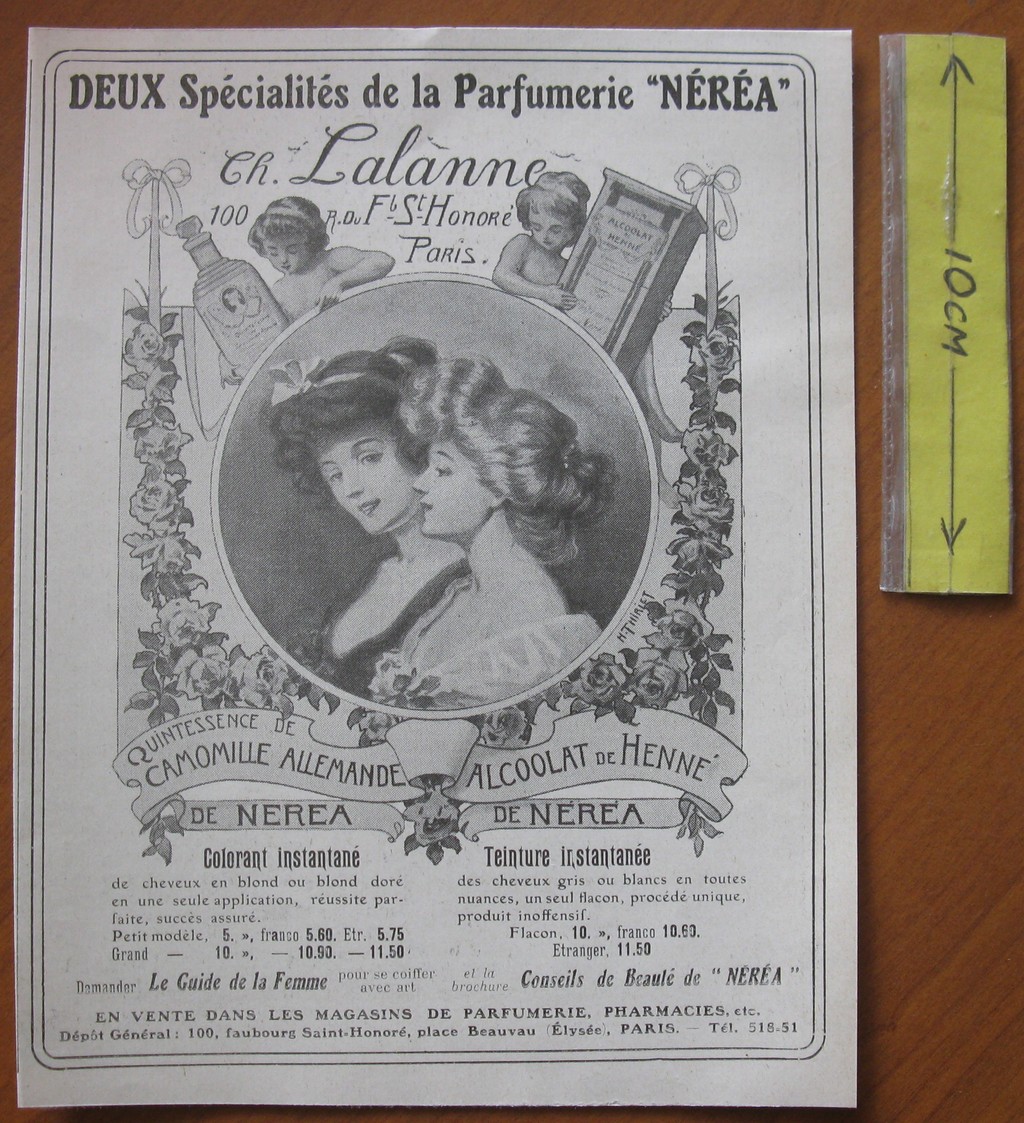 DEUX Spécialités de la Parfumerie "NÉRÉA"
Ch. Lalanne
100 R. Du Fb St Honoré
Paris.
ALCOOLAT
DE
HENNÉ
H. THIRIET
QUINTESSENCE DE
CAMOMILLE ALLEMANDE
DE NEREA
ALCOOLAT DE HENNÉ
DE NÉRÉA
Colorant instantané
de cheveux en blond ou blond doré
en une seule application, réussite par-
faite, succès assuré.
Petit modèle, 5. », franco 5.60. Etr. 5.75
Grand — 10. », — 10.90. — 11.50
Teinture instantanée
des cheveux gris ou blancs en toutes
nuances, un seul flacon, procédé unique,
produit inoffensif.
Flacon, 10. », franco 10.60.
Etranger, 11.50
Demander Le Guide de la Femme pour se coiffer avec art et la brochure Conseils de Beauté de "NÉRÉA"
EN VENTE DANS LES MAGASINS DE PARFUMERIE, PHARMACIES, etc.
Dépôt Général : 100, faubourg Saint-Honoré, place Beauvau (Élysée), PARIS. — Tél. 518-51
10CM